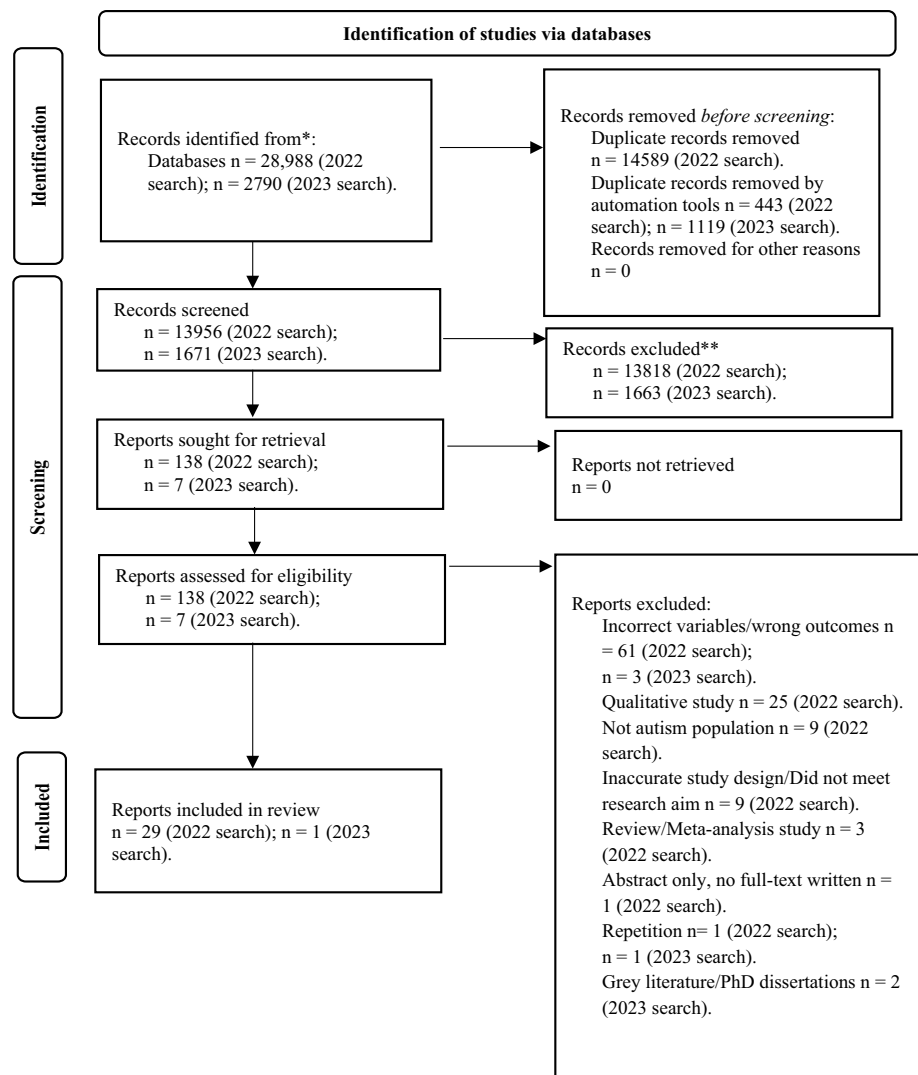 Identification of studies via databases
Identification
Records identified from*:
Databases n = 28,988 (2022
search); n = 2790 (2023 search).
Records removed before screening:
Duplicate records removed
n = 14589 (2022 search).
Duplicate records removed by
automation tools n = 443 (2022
search); n = 1119 (2023 search).
Records removed for other reasons
n = 0
Screening
Records screened
n = 13956 (2022 search);
n = 1671 (2023 search).
Records excluded**
n = 13818 (2022 search);
n = 1663 (2023 search).
Reports sought for retrieval
n = 138 (2022 search);
n = 7 (2023 search).
Reports not retrieved
n = 0
Reports assessed for eligibility
n = 138 (2022 search);
n = 7 (2023 search).
Reports excluded:
Incorrect variables/wrong outcomes n
= 61 (2022 search);
n = 3 (2023 search).
Qualitative study n = 25 (2022 search).
Not autism population n = 9 (2022
search).
Inaccurate study design/Did not meet
research aim n = 9 (2022 search).
Review/Meta-analysis study n = 3
(2022 search).
Abstract only, no full-text written n =
1 (2022 search).
Repetition n= 1 (2022 search);
n = 1 (2023 search).
Grey literature/PhD dissertations n = 2
(2023 search).
Included
Reports included in review
n = 29 (2022 search); n = 1 (2023
search).